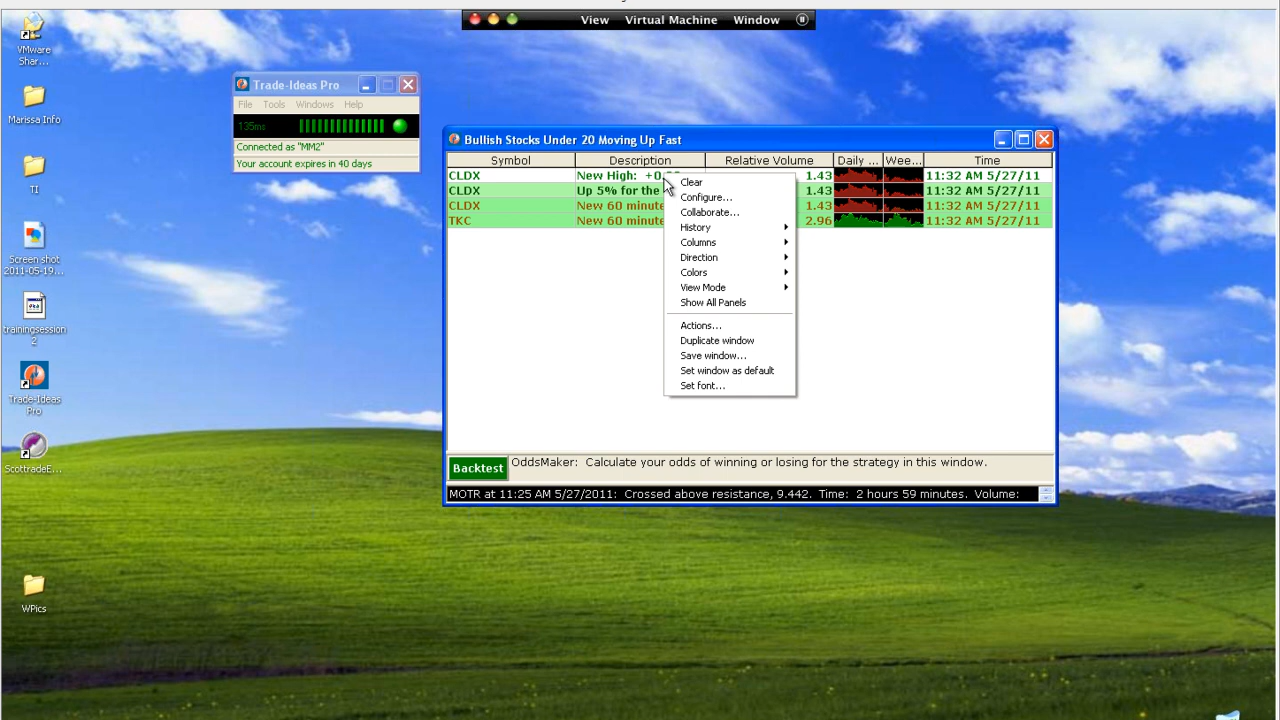 View Virtual Machine Window
VMware
Shar...
Marissa Info
TI
Screen shot
2011-05-19...
trainingsession
2
Trade-Ideas
Pro
ScottradeE...
WPics
Trade-Ideas Pro
File Tools Windows Help
135ms
Connected as "MM2"
Your account expires in 40 days
Bullish Stocks Under 20 Moving Up Fast
Symbol Description Relative Volume Daily ... Wee... Time
CLDX New High: 1.43 11:32 AM 5/27/11
CLDX Up 5% for the 1.43 11:32 AM 5/27/11
CLDX New 60 minute 1.43 11:32 AM 5/27/11
TKC New 60 minute 2.96 11:32 AM 5/27/11
Clear
Configure...
Collaborate...
History
Columns
Direction
Colors
View Mode
Show All Panels
Actions...
Duplicate window
Save window...
Set window as default
Set font...
Backtest OddsMaker: Calculate your odds of winning or losing for the strategy in this window.
MOTR at 11:25 AM 5/27/2011: Crossed above resistance, 9.442. Time: 2 hours 59 minutes. Volume: